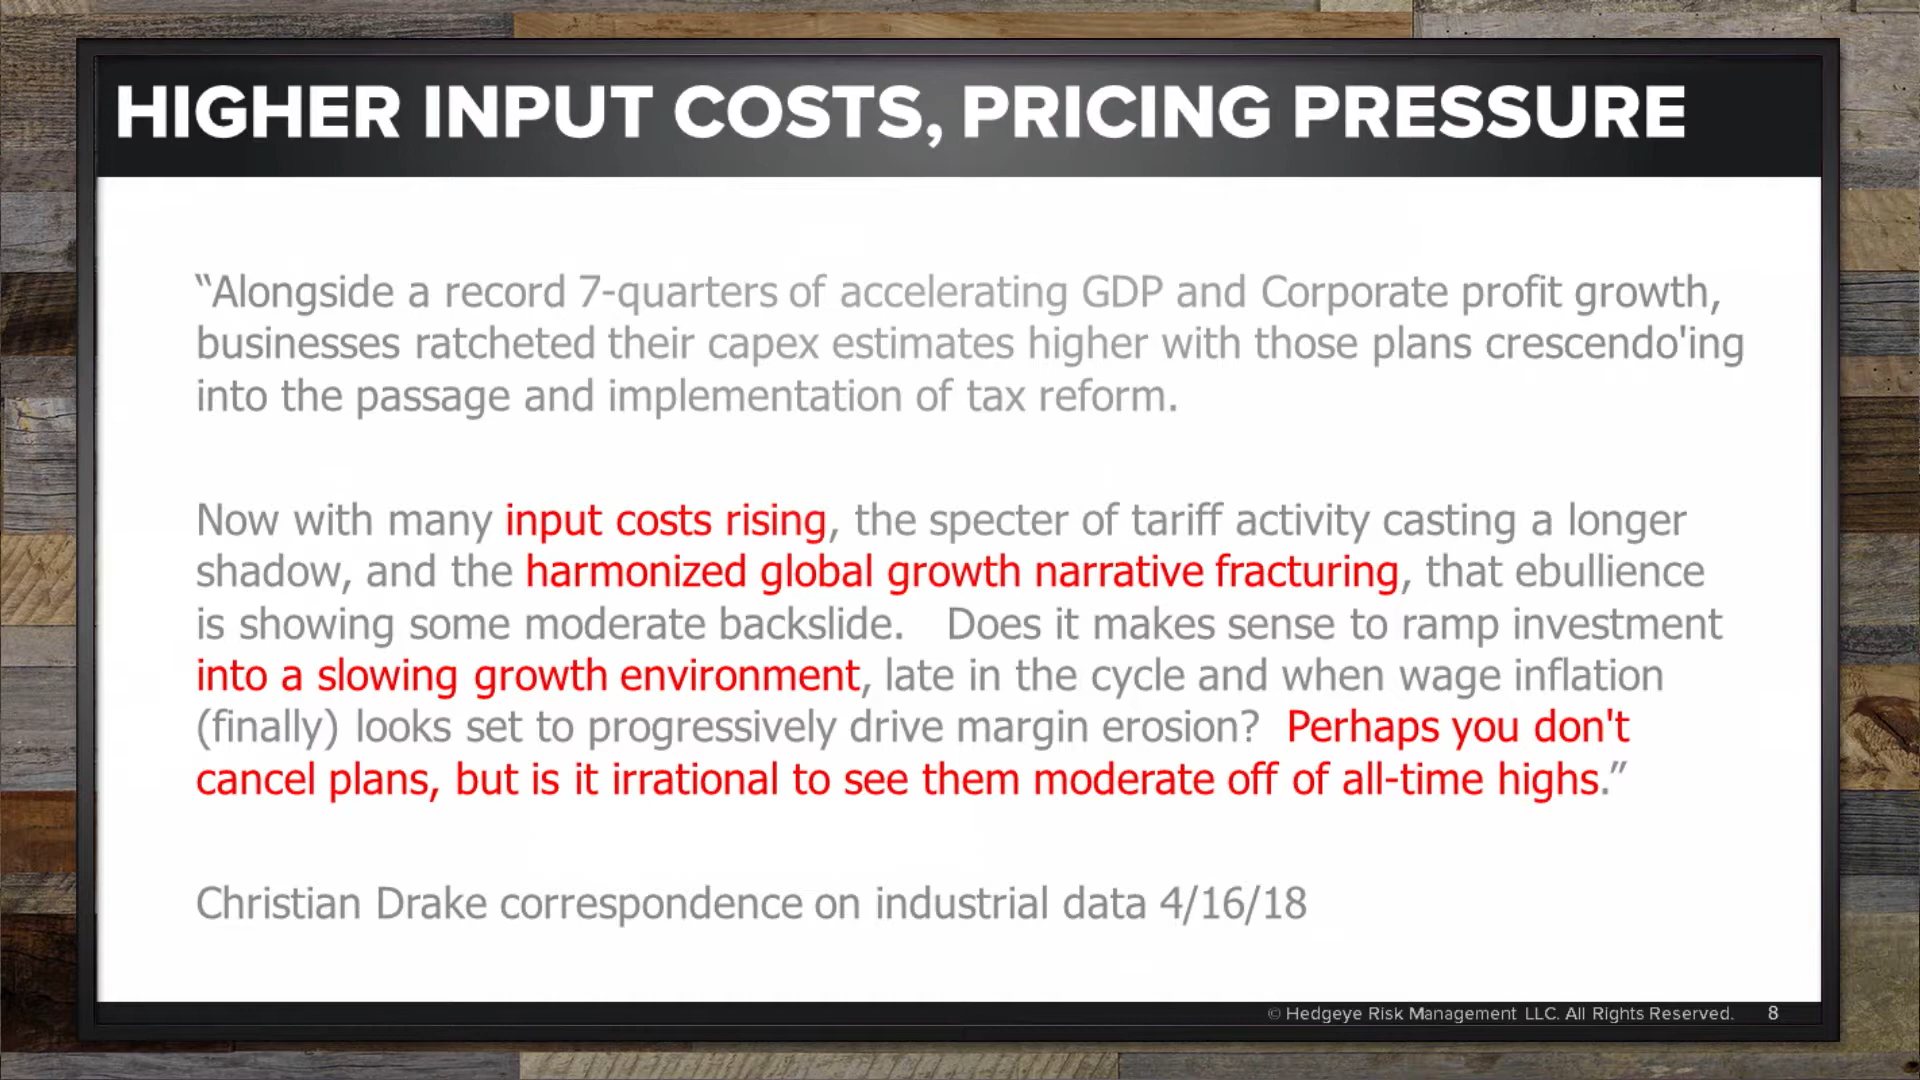 HIGHER INPUT COSTS, PRICING PRESSURE
“Alongside a record 7-quarters of accelerating GDP and Corporate profit growth,
businesses ratcheted their capex estimates higher with those plans crescendo'ing
into the passage and implementation of tax reform.
Now with many input costs rising, the specter of tariff activity casting a longer
shadow, and the harmonized global growth narrative fracturing, that ebullience
is showing some moderate backslide. Does it makes sense to ramp investment
into a slowing growth environment, late in the cycle and when wage inflation
(finally) looks set to progressively drive margin erosion? Perhaps you don't
cancel plans, but is it irrational to see them moderate off of all-time highs.”
Christian Drake correspondence on industrial data 4/16/18
© Hedgeye Risk Management LLC. All Rights Reserved. 8